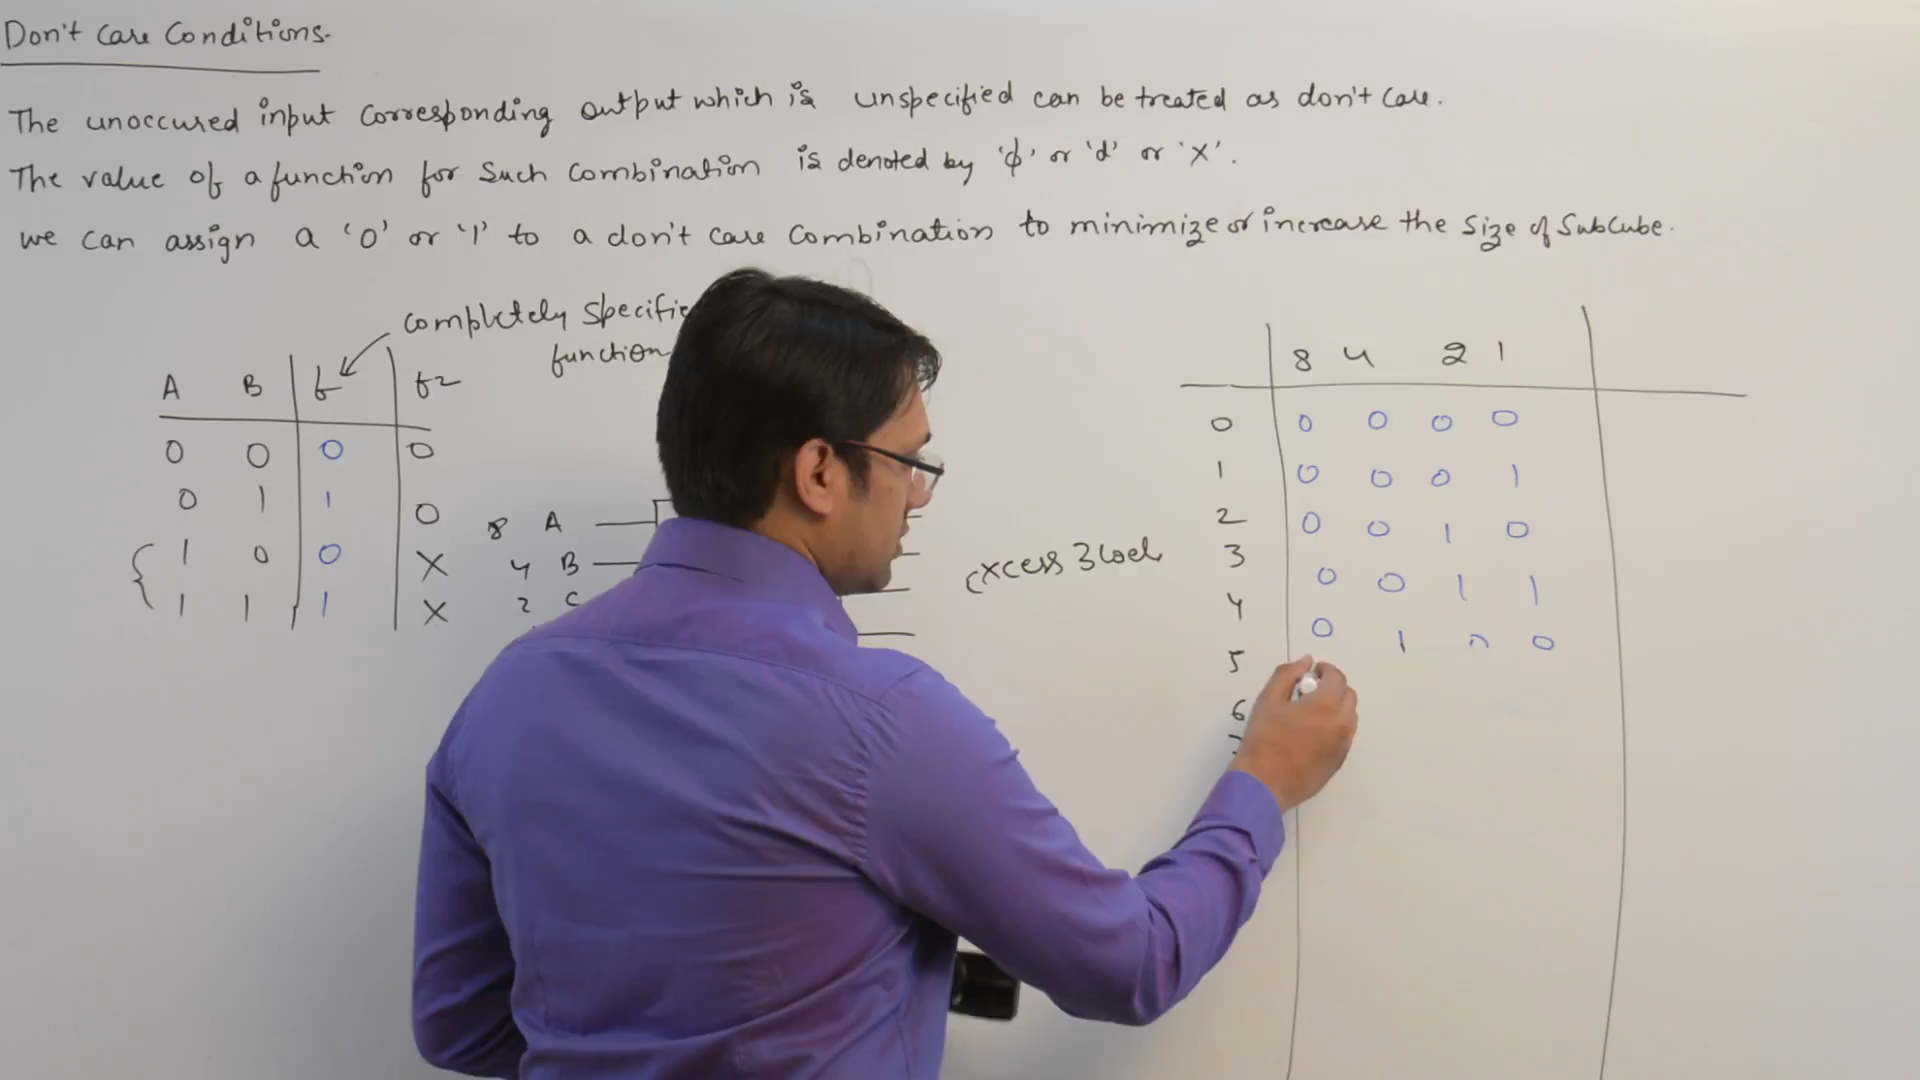 Don't Care Conditions.
The unoccured input corresponding output which is unspecified can be treated as don't care.
The value of a function for such combination is denoted by 'ϕ' or 'd' or 'X'.
we can assign a '0' or '1' to a don't care combination to minimize or increase the size of subcube.
completely specifie
function
A B f f2
0 0 0 0
0 1 1 0
1 0 0 X
1 1 1 X
8 A
4 B
2 C
Excess 3 Code
8 4 2 1
0 0 0 0 0
1 0 0 0 1
2 0 0 1 0
3 0 0 1 1
4 0 1 0 0
5
6